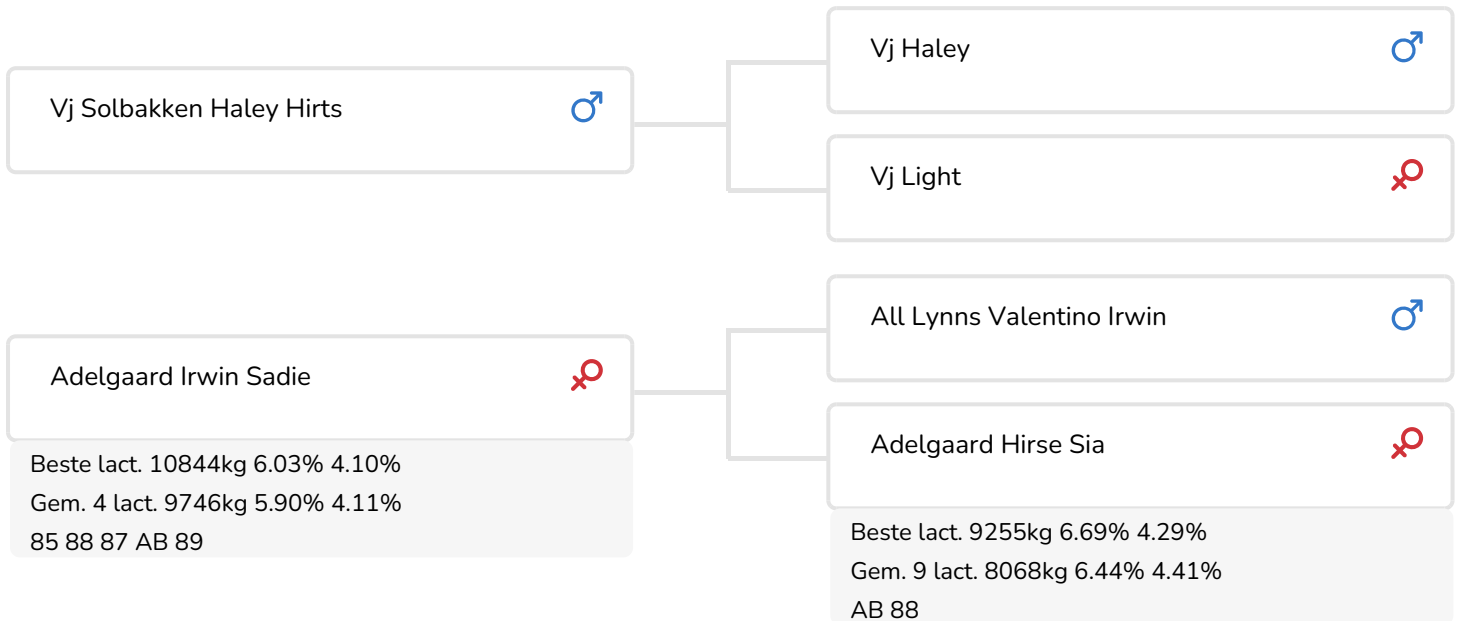 Vj Solbakken Haley Hirts
Vj Haley
Vj Light
Adelgaard Irwin Sadie
Beste lact. 10844kg 6.03% 4.10%
Gem. 4 lact. 9746kg 5.90% 4.11%
85 88 87 AB 89
All Lynns Valentino Irwin
Adelgaard Hirse Sia
Beste lact. 9255kg 6.69% 4.29%
Gem. 9 lact. 8068kg 6.44% 4.41%
AB 88